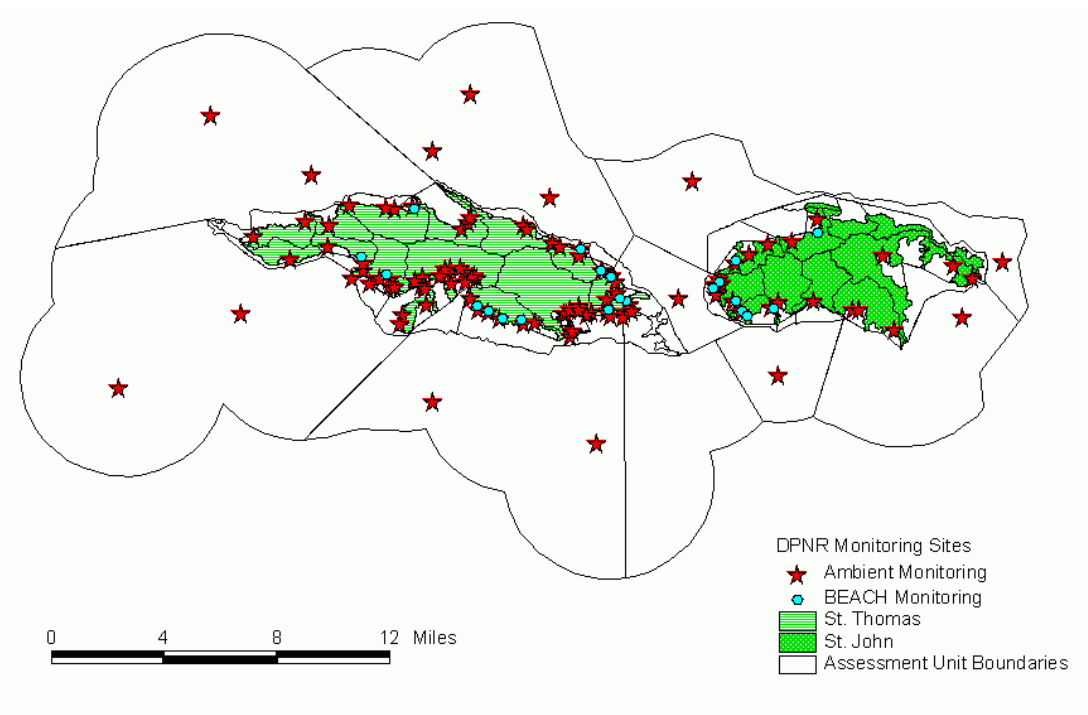 DPNR Monitoring Sites
Ambient Monitoring
BEACH Monitoring
St. Thomas
St. John
Assessment Unit Boundaries
0 4 8 12 Miles